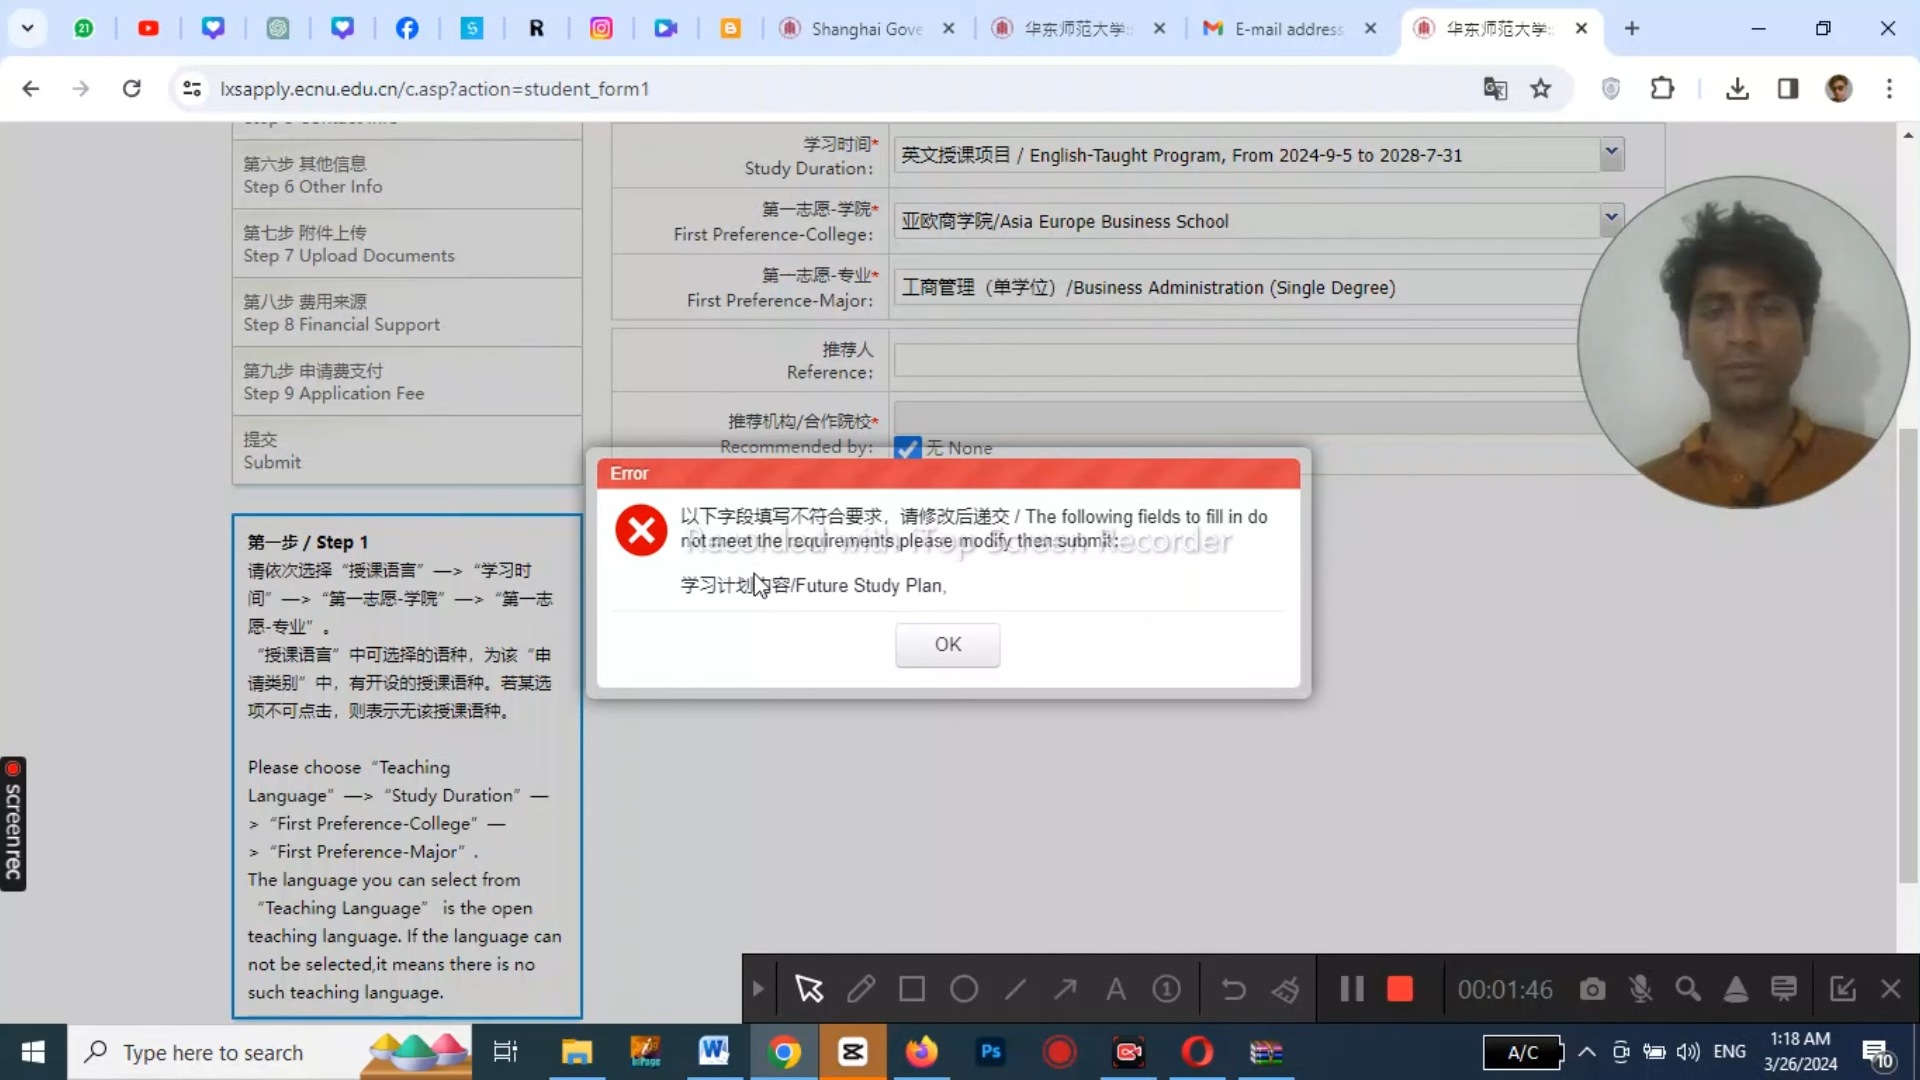 21
Shanghai Gove
华东师范大学::
E-mail address
华东师范大学::
lxsapply.ecnu.edu.cn/c.asp?action=student_form1
第六步 其他信息
Step 6 Other Info
第七步 附件上传
Step 7 Upload Documents
第八步 费用来源
Step 8 Financial Support
第九步 申请费支付
Step 9 Application Fee
提交
Submit
学习时间*
Study Duration:
英文授课项目 / English-Taught Program, From 2024-9-5 to 2028-7-31
第一志愿-学院*
First Preference-College:
亚欧商学院/Asia Europe Business School
第一志愿-专业*
First Preference-Major:
工商管理（单学位）/Business Administration (Single Degree)
推荐人
Reference:
推荐机构/合作院校*
Recommended by:
无 None
Error
以下字段填写不符合要求，请修改后递交 / The following fields to fill in do
not meet the requirements,please modify then submit:
Recorded with iTop Screen Recorder
学习计划内容/Future Study Plan,
OK
第一步 / Step 1
请依次选择“授课语言”—>“学习时
间”—>“第一志愿-学院”—>“第一志
愿-专业”。
“授课语言”中可选择的语种，为该“申
请类别”中，有开设的授课语种。若某选
项不可点击，则表示无该授课语种。
Please choose “Teaching
Language” —> “Study Duration” —
> “First Preference-College” —
> “First Preference-Major” .
The language you can select from
“Teaching Language” is the open
teaching language. If the language can
not be selected,it means there is no
such teaching language.
screenrec
00:01:46
Type here to search
Ps
A/C
ENG
1:18 AM
3/26/2024
10